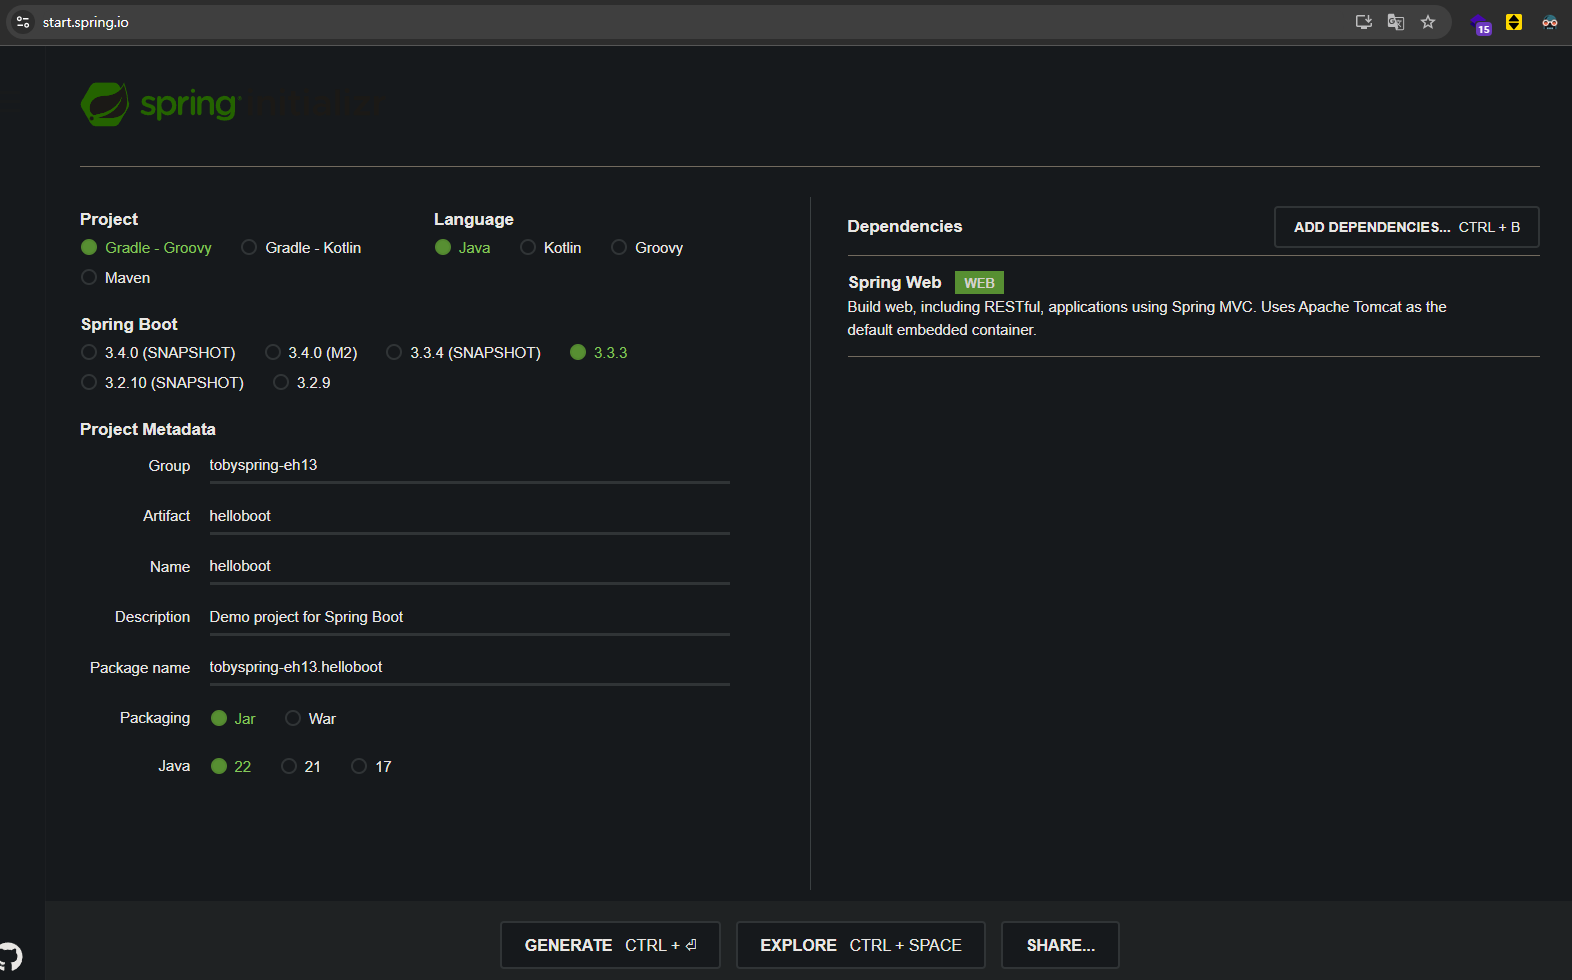 start.spring.io
15
spring
Project
Gradle - Groovy
Gradle - Kotlin
Maven
Language
Java
Kotlin
Groovy
Spring Boot
3.4.0 (SNAPSHOT)
3.4.0 (M2)
3.3.4 (SNAPSHOT)
3.3.3
3.2.10 (SNAPSHOT)
3.2.9
Project Metadata
Group tobyspring-eh13
Artifact helloboot
Name helloboot
Description Demo project for Spring Boot
Package name tobyspring-eh13.helloboot
Packaging Jar War
Java 22 21 17
Dependencies
ADD DEPENDENCIES... CTRL + B
Spring Web WEB
Build web, including RESTful, applications using Spring MVC. Uses Apache Tomcat as the
default embedded container.
GENERATE CTRL + ⏎
EXPLORE CTRL + SPACE
SHARE...